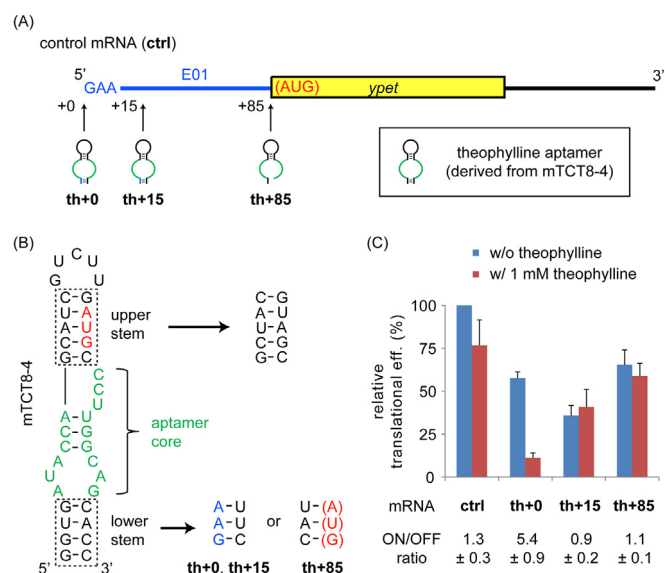 (A)
control mRNA (ctrl)
5' 3'
GAA E01 (AUG) ypet
+0 +15 +85
th+0 th+15 th+85
theophylline aptamer
(derived from mTCT8-4)
(B)
mTCT8-4
C
U U
G U
C-G
U-A
A-U
C-G
G-C
C
C
U
A-U
C-G
C-G
A C
U A
A G
G-C
U-A
G-C
G-C
5' 3'
upper
stem
C-G
A-U
U-A
C-G
G-C
aptamer
core
lower
stem
A-U or U-(A)
A-G A-(U)
G-C C-(G)
th+0, th+15 th+85
(C)
w/o theophylline
w/ 1 mM theophylline
relative
translational eff. (%)
100
75
50
25
0
mRNA ctrl th+0 th+15 th+85
ON/OFF 1.3 5.4 0.9 1.1
ratio ± 0.3 ± 0.9 ± 0.2 ± 0.1